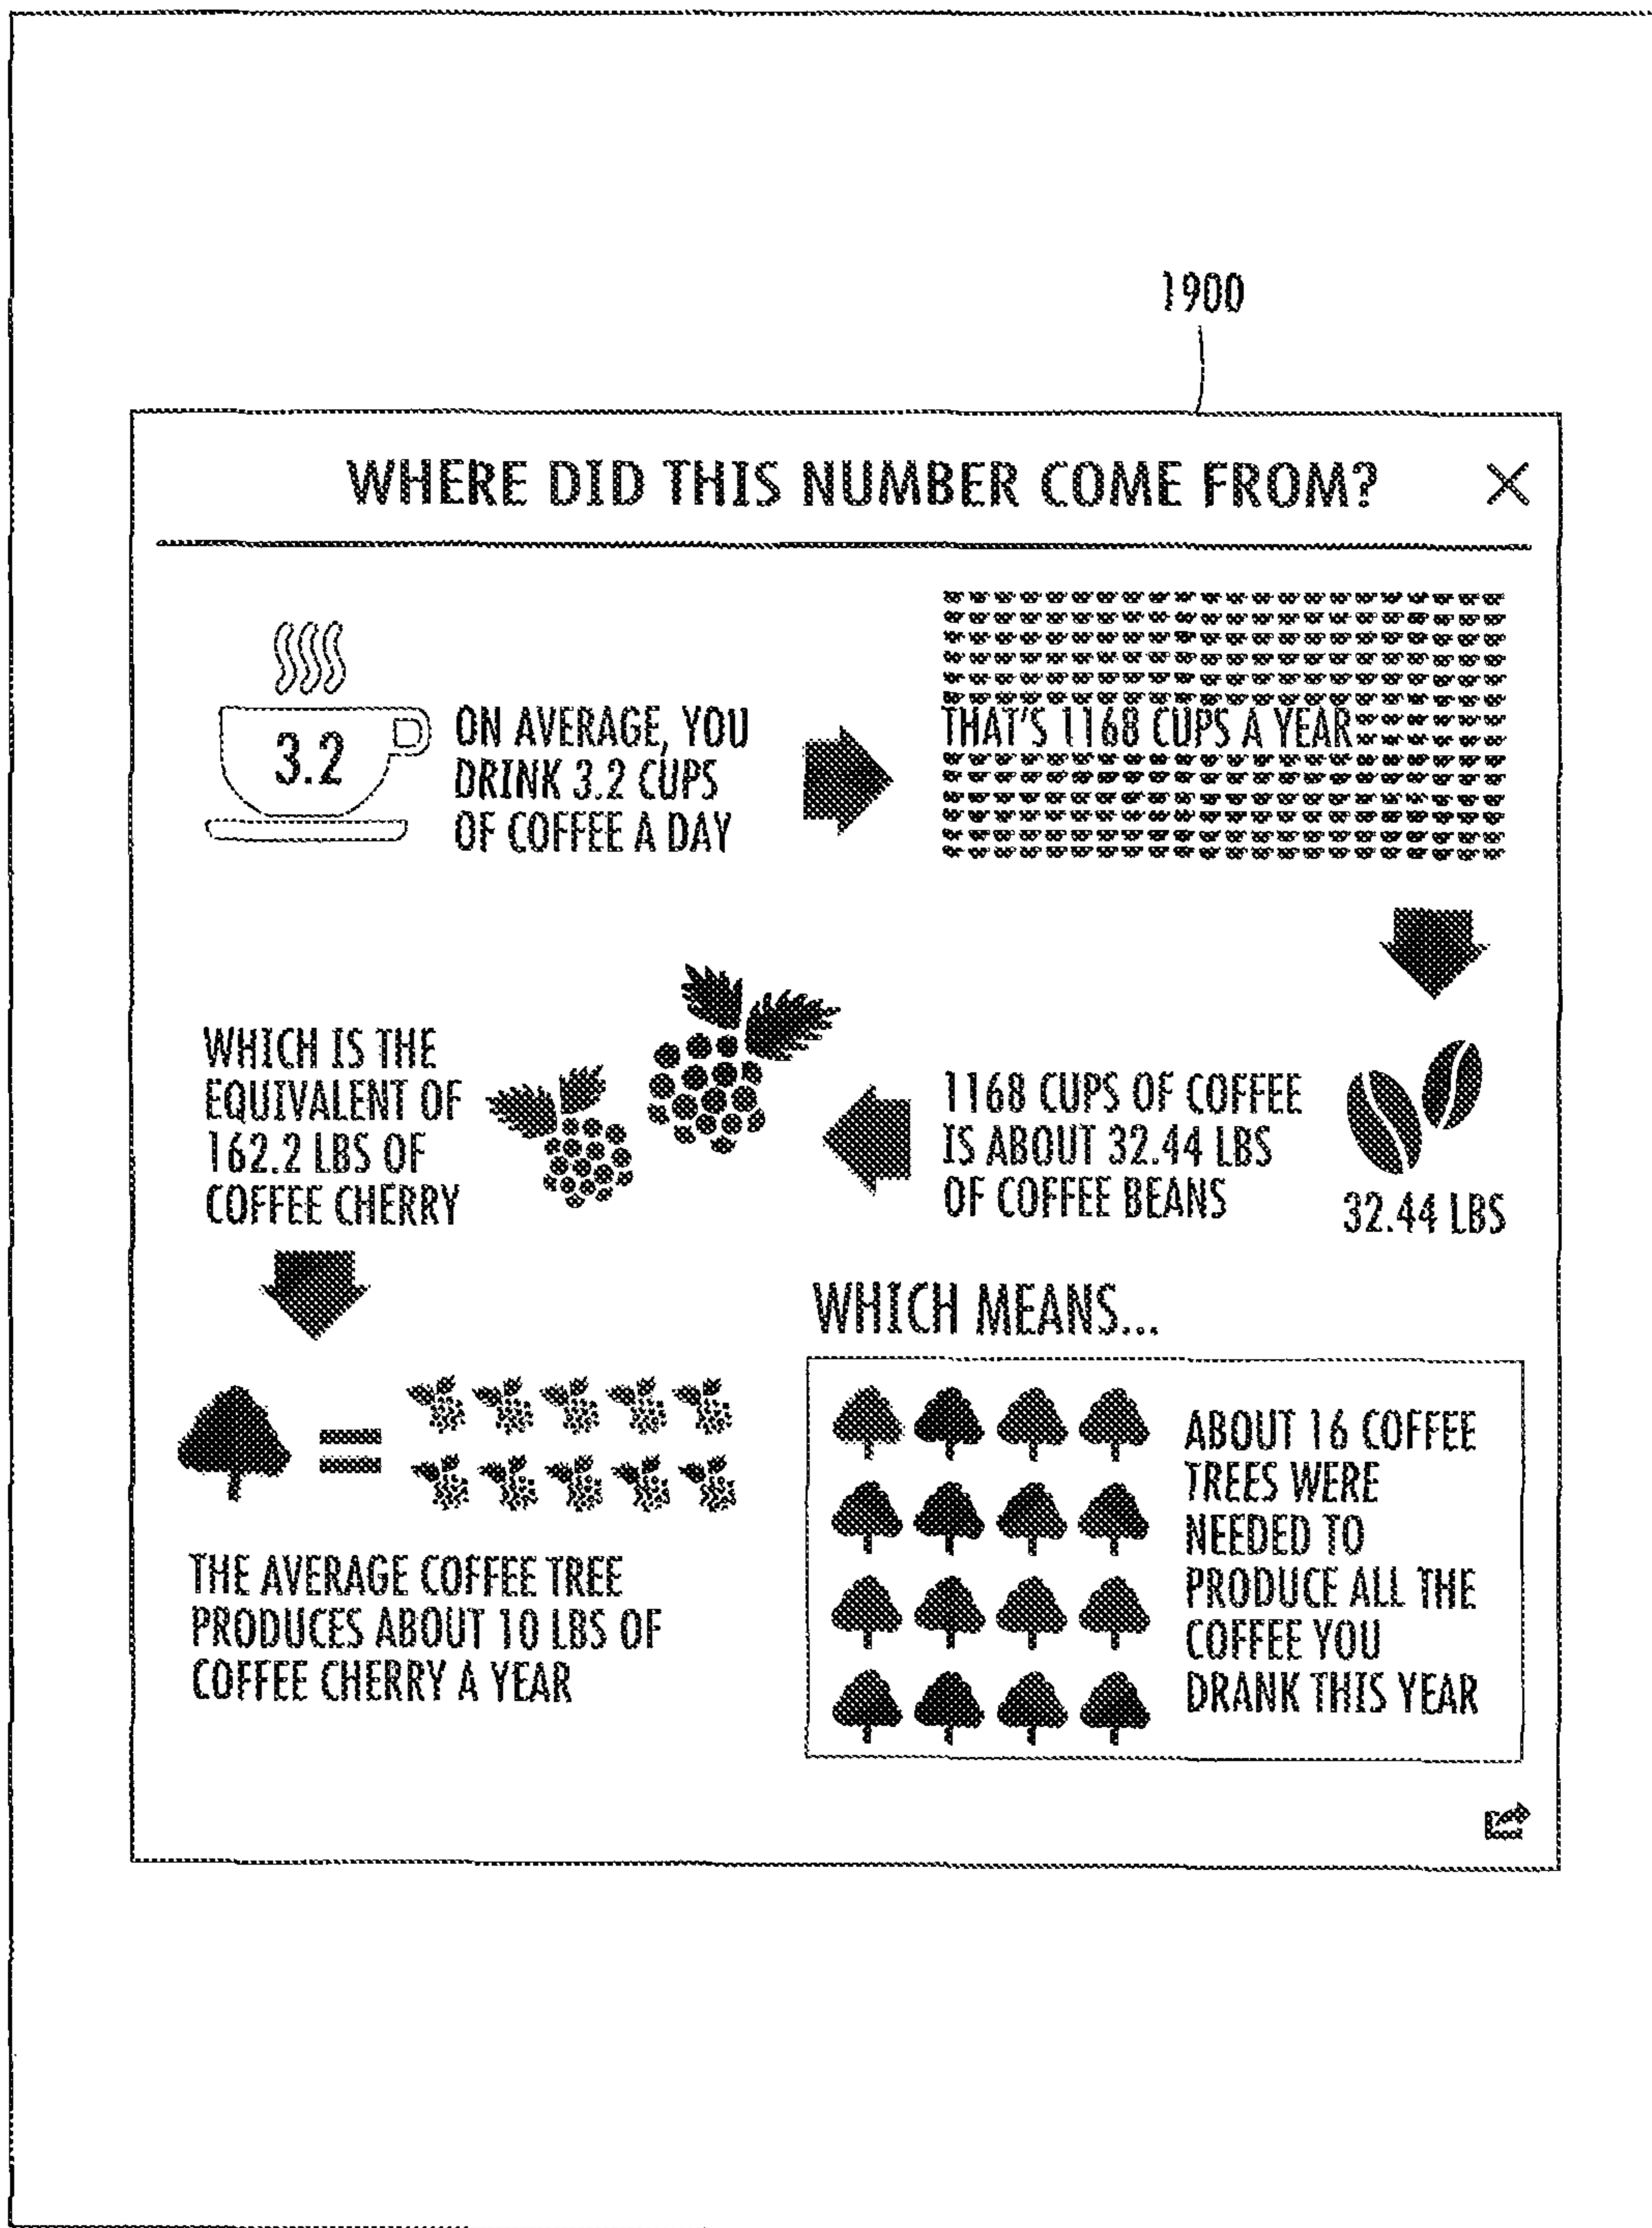 1900
WHERE DID THIS NUMBER COME FROM?
3.2
ON AVERAGE, YOU
DRINK 3.2 CUPS
OF COFFEE A DAY
THAT'S 1168 CUPS A YEAR
1168 CUPS OF COFFEE
IS ABOUT 32.44 LBS
OF COFFEE BEANS
32.44 LBS
WHICH IS THE
EQUIVALENT OF
162.2 LBS OF
COFFEE CHERRY
THE AVERAGE COFFEE TREE
PRODUCES ABOUT 10 LBS OF
COFFEE CHERRY A YEAR
WHICH MEANS...
ABOUT 16 COFFEE
TREES WERE
NEEDED TO
PRODUCE ALL THE
COFFEE YOU
DRANK THIS YEAR